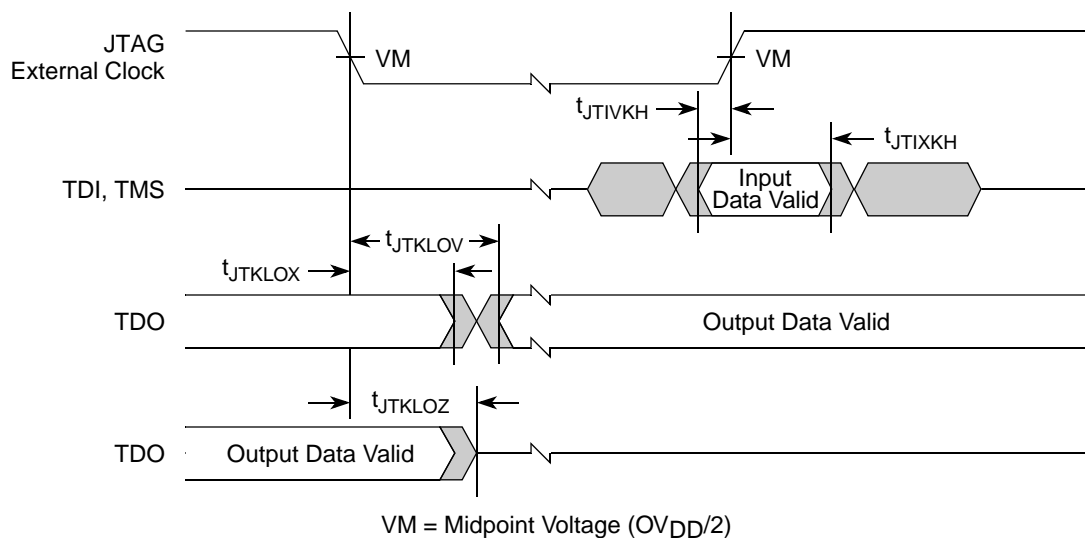 JTAG
External Clock
VM
VM
tJTIVKH
tJTIXKH
TDI, TMS
Input
Data Valid
tJTKLOV
tJTKLOX
TDO
Output Data Valid
tJTKLOZ
TDO
Output Data Valid
VM = Midpoint Voltage (OVDD/2)